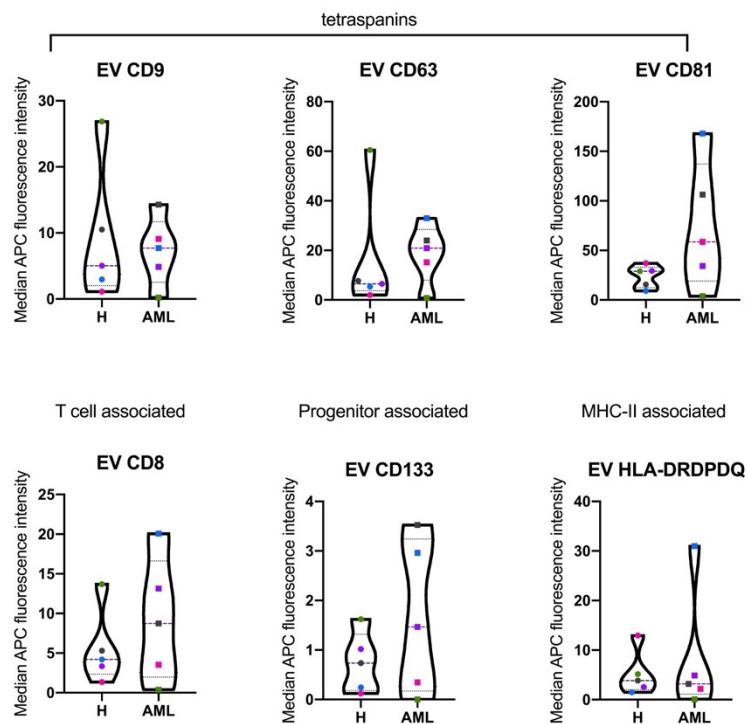 tetraspanins
EV CD9
EV CD63
EV CD81
Median APC fluorescence intensity
30
20
10
0
H
AML
Median APC fluorescence intensity
80
60
40
20
0
H
AML
Median APC fluorescence intensity
200
150
100
50
0
H
AML
T cell associated
Progenitor associated
MHC-II associated
EV CD8
EV CD133
EV HLA-DRDPDQ
Median APC fluorescence intensity
25
20
15
10
5
0
H
AML
Median APC fluorescence intensity
4
3
2
1
0
H
AML
Median APC fluorescence intensity
40
30
20
10
0
H
AML